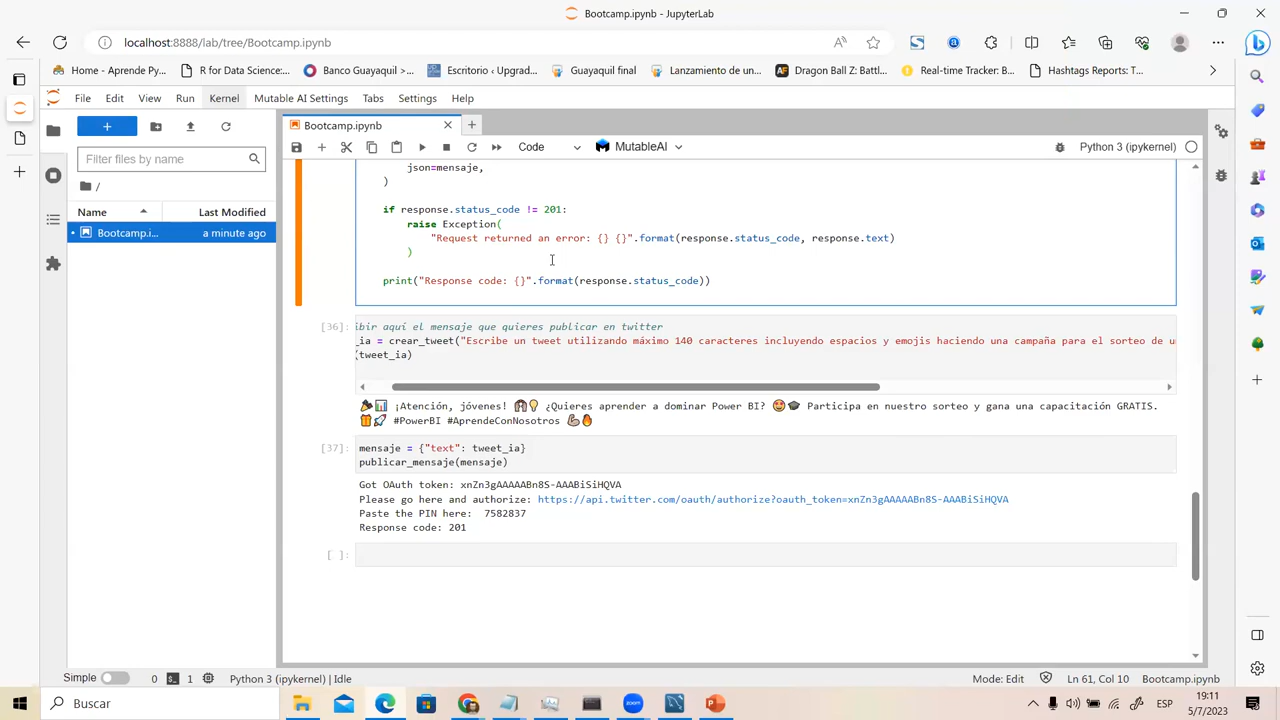 Bootcamp.ipynb - JupyterLab
localhost:8888/lab/tree/Bootcamp.ipynb
Home - Aprende Py...
R for Data Science:...
Banco Guayaquil >...
Escritorio ‹ Upgrad...
Guayaquil final
Lanzamiento de un...
Dragon Ball Z: Battl...
Real-time Tracker: B...
Hashtags Reports: T...
File Edit View Run Kernel Mutable AI Settings Tabs Settings Help
Bootcamp.ipynb
Code
MutableAI
Python 3 (ipykernel)
Filter files by name
/
Name Last Modified
Bootcamp.i... a minute ago
json=mensaje,
)
if response.status_code != 201:
raise Exception(
"Request returned an error: {} {}".format(response.status_code, response.text)
)
print("Response code: {}".format(response.status_code))
[36]:
ibir aquí el mensaje que quieres publicar en twitter
_ia = crear_tweet("Escribe un tweet utilizando máximo 140 caracteres incluyendo espacios y emojis haciendo una campaña para el sorteo de u
(tweet_ia)
🎉📊 ¡Atención, jóvenes! 🙌💡 ¿Quieres aprender a dominar Power BI? 🤩🎓 Participa en nuestro sorteo y gana una capacitación GRATIS.
🎁🚀 #PowerBI #AprendeConNosotros 💪🔥
[37]:
mensaje = {"text": tweet_ia}
publicar_mensaje(mensaje)
Got OAuth token: xnZn3gAAAAABn8S-AAABiSiHQVA
Please go here and authorize: https://api.twitter.com/oauth/authorize?oauth_token=xnZn3gAAAAABn8S-AAABiSiHQVA
Paste the PIN here: 7582837
Response code: 201
[ ]:
Simple 0 1 Python 3 (ipykernel) | Idle
Mode: Edit Ln 61, Col 10 Bootcamp.ipynb
Buscar
ESP
19:11
5/7/2023